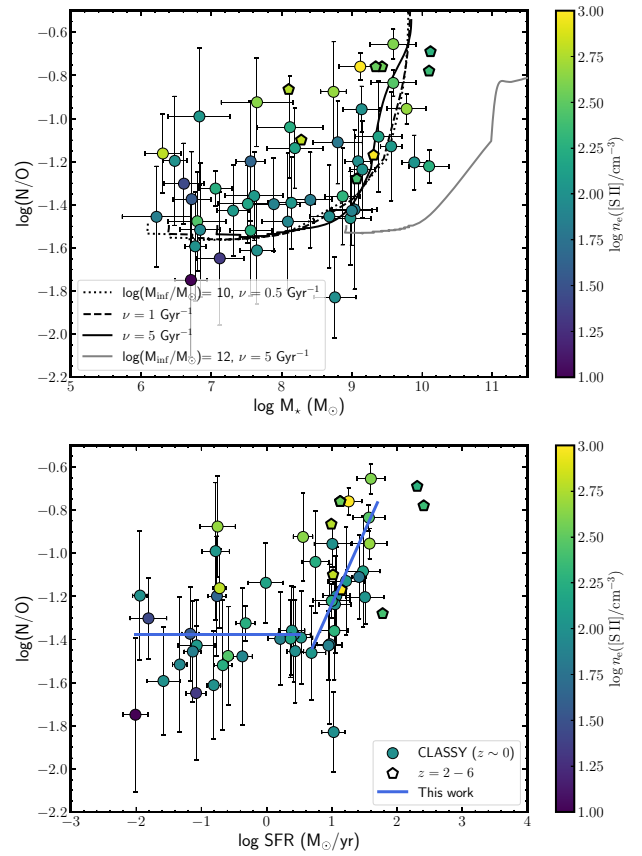 −0.6
−0.8
−1.0
−1.2
−1.4
−1.6
−1.8
−2.0
−2.2
log(N/O)
log(M_inf/M_⊙)= 10, ν = 0.5 Gyr⁻¹
ν = 1 Gyr⁻¹
ν = 5 Gyr⁻¹
log(M_inf/M_⊙)= 12, ν = 5 Gyr⁻¹
5 6 7 8 9 10 11
log M⋆ (M⊙)
3.00
2.75
2.50
2.25
2.00
1.75
1.50
1.25
1.00
log nₑ([S II]/cm⁻³)
−0.6
−0.8
−1.0
−1.2
−1.4
−1.6
−1.8
−2.0
−2.2
log(N/O)
CLASSY (z ∼ 0)
z = 2 − 6
This work
−3 −2 −1 0 1 2 3 4
log SFR (M⊙/yr)
3.00
2.75
2.50
2.25
2.00
1.75
1.50
1.25
1.00
log nₑ([S II]/cm⁻³)